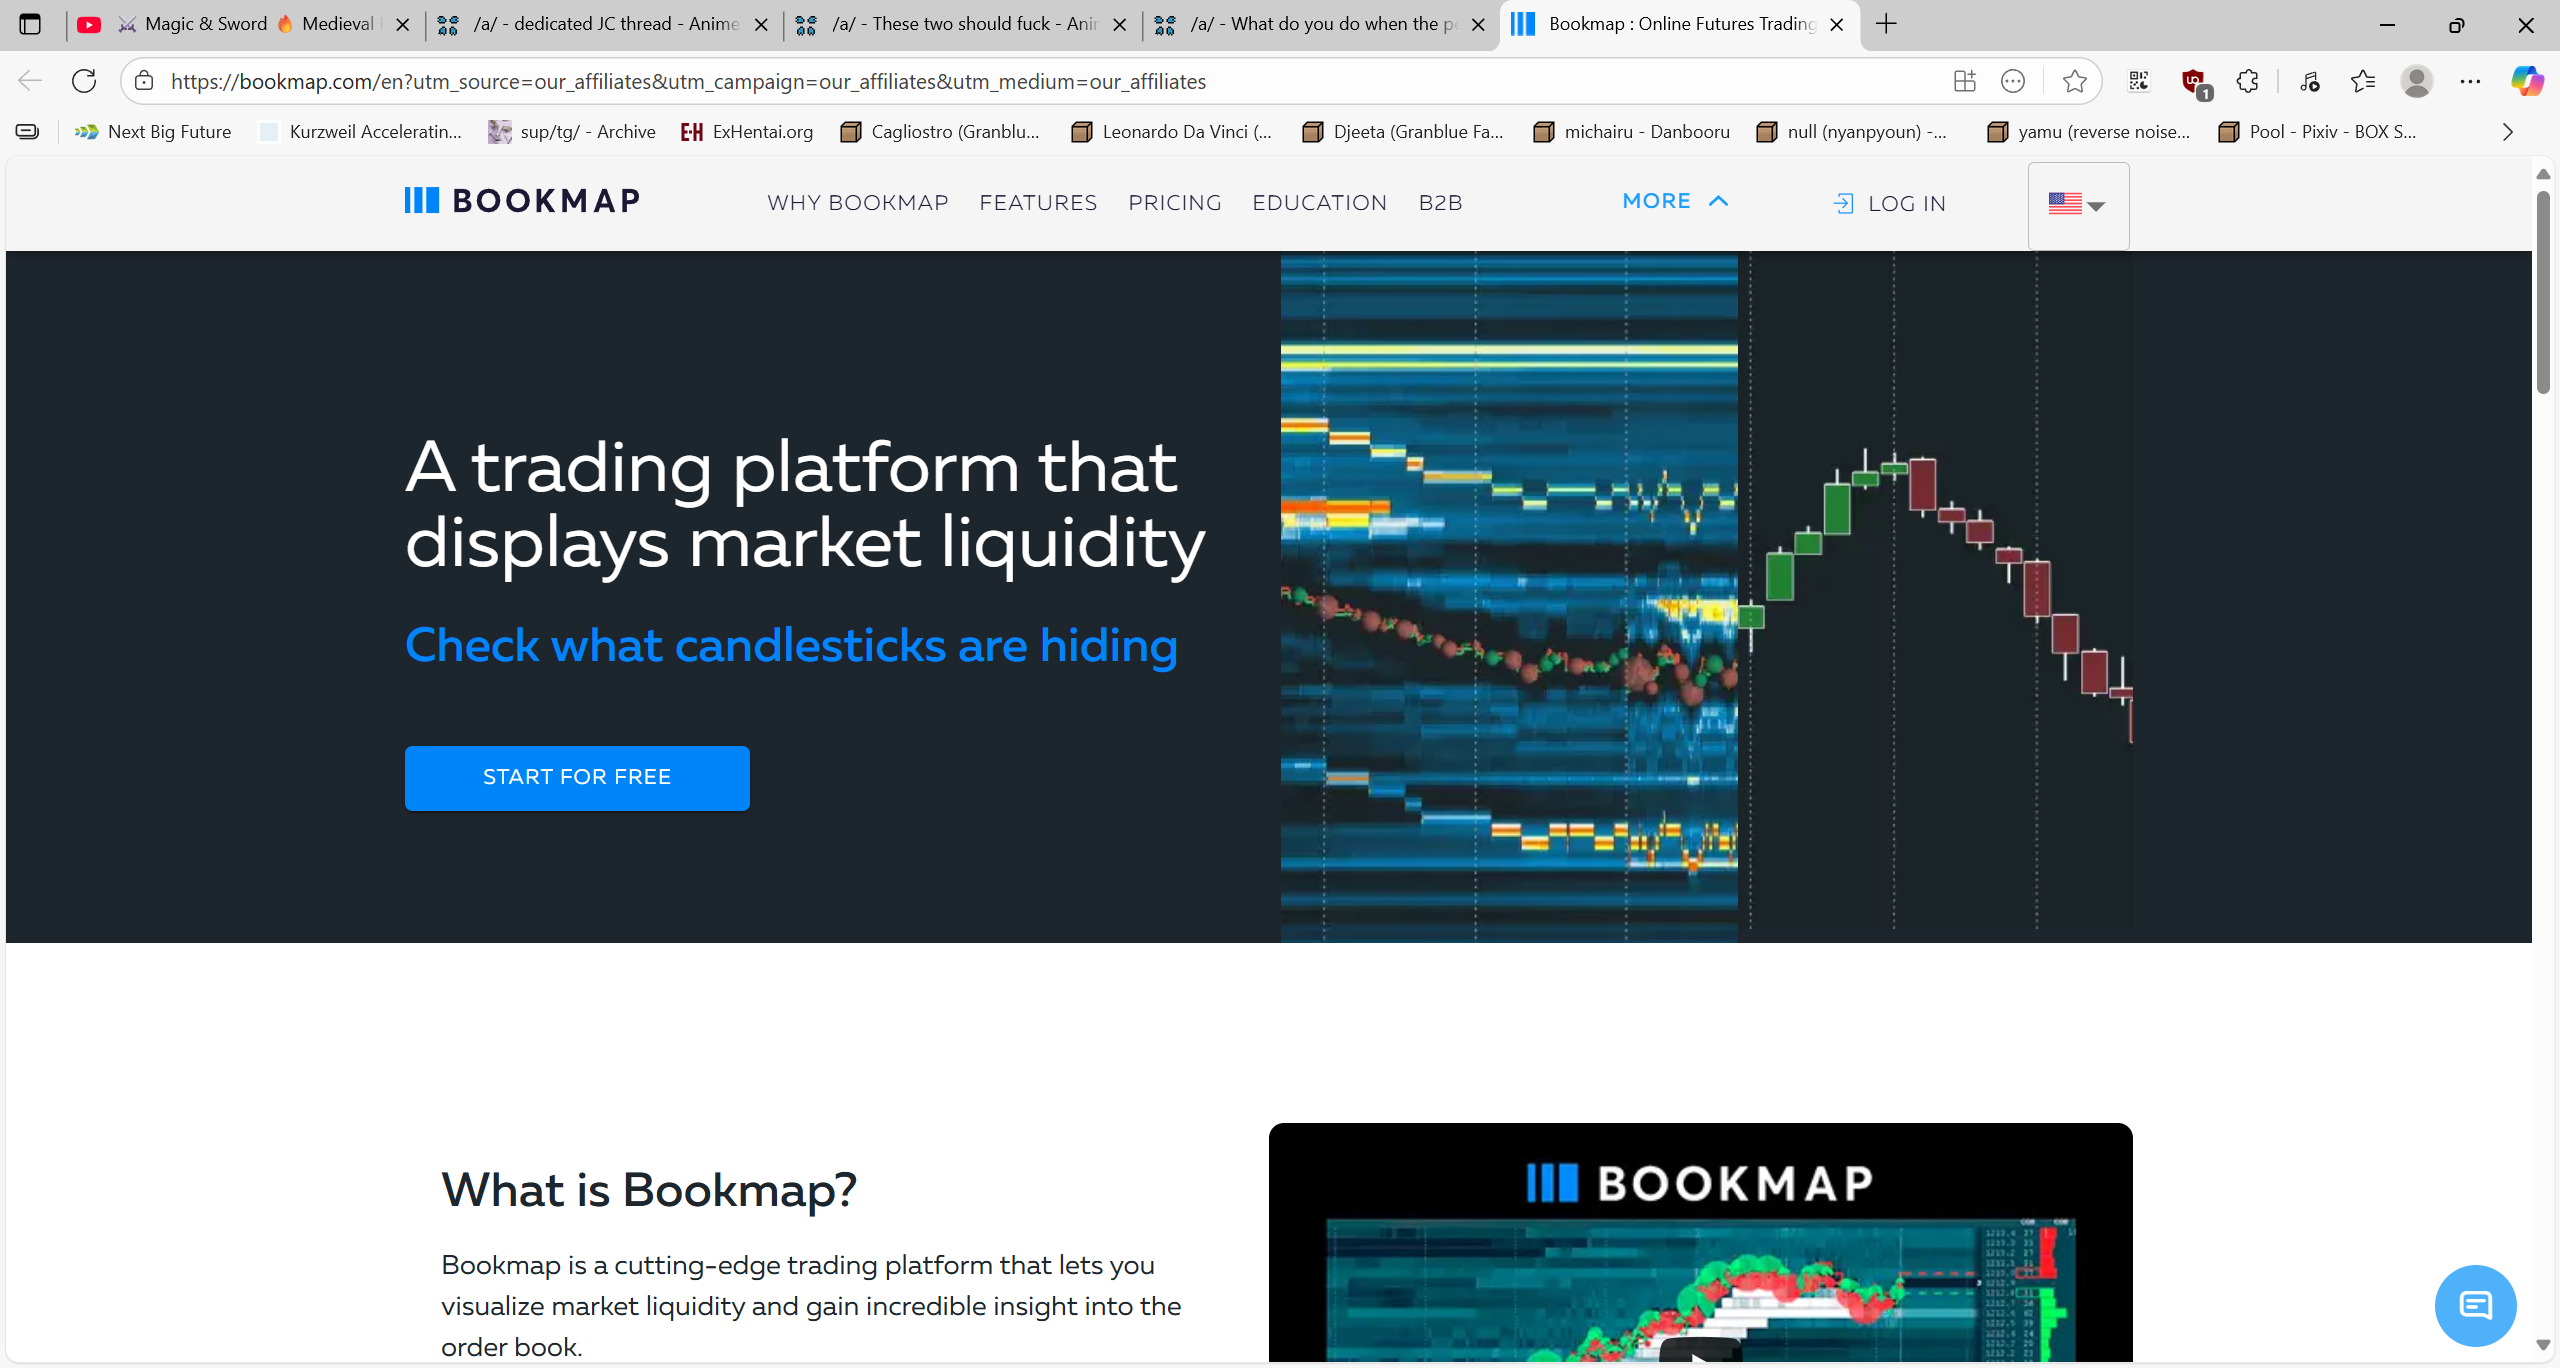 ⚔️ Magic & Sword 🔥 Medieval
/a/ - dedicated JC thread - Anime
/a/ - These two should fuck - Ani
/a/ - What do you do when the p
Bookmap : Online Futures Trading
https://bookmap.com/en?utm_source=our_affiliates&utm_campaign=our_affiliates&utm_medium=our_affiliates
1
Next Big Future
Kurzweil Acceleratin...
sup/tg/ - Archive
E-H ExHentai.org
Cagliostro (Granblu...
Leonardo Da Vinci (...
Djeeta (Granblue Fa...
michairu - Danbooru
null (nyanpyoun) -...
yamu (reverse noise...
Pool - Pixiv - BOX S...
BOOKMAP
WHY BOOKMAP
FEATURES
PRICING
EDUCATION
B2B
MORE
LOG IN
A trading platform that
displays market liquidity
Check what candlesticks are hiding
START FOR FREE
What is Bookmap?
Bookmap is a cutting-edge trading platform that lets you
visualize market liquidity and gain incredible insight into the
order book.
BOOKMAP